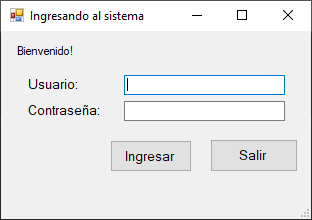 Ingresando al sistema
Bienvenido!
Usuario:
Contraseña:
Ingresar Salir